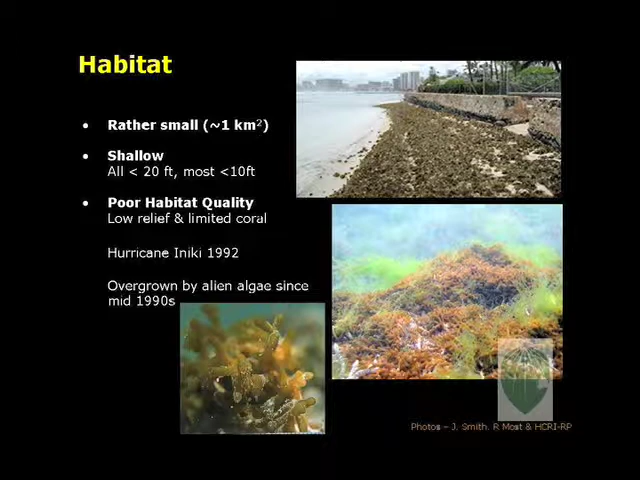 Habitat
• Rather small (~1 km²)
• Shallow
All < 20 ft, most <10ft
• Poor Habitat Quality
Low relief & limited coral
Hurricane Iniki 1992
Overgrown by alien algae since
mid 1990s
Photos – J. Smith. R Most & HCRI-RP